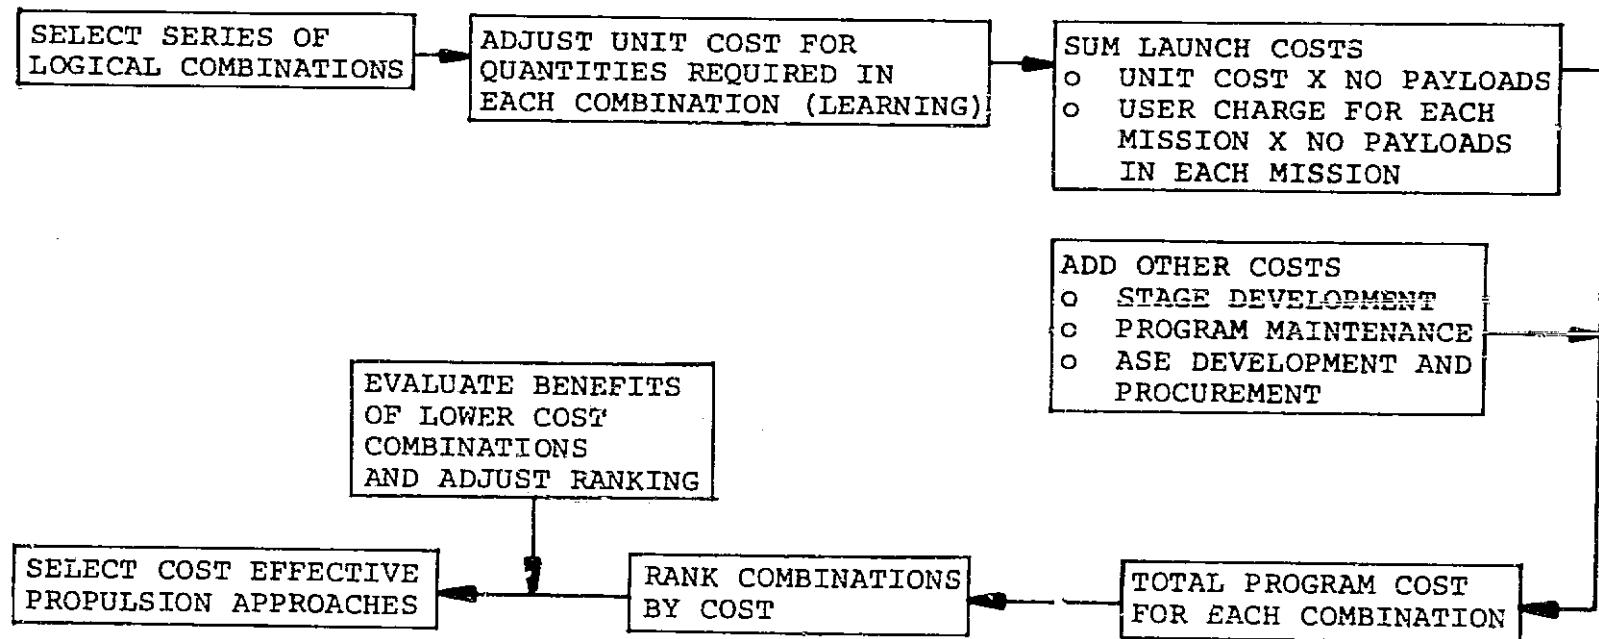 SELECT SERIES OF
LOGICAL COMBINATIONS
ADJUST UNIT COST FOR
QUANTITIES REQUIRED IN
EACH COMBINATION (LEARNING)
SUM LAUNCH COSTS
o UNIT COST X NO PAYLOADS
o USER CHARGE FOR EACH
MISSION X NO PAYLOADS
IN EACH MISSION
ADD OTHER COSTS
o STAGE DEVELOPMENT
o PROGRAM MAINTENANCE
o ASE DEVELOPMENT AND
PROCUREMENT
EVALUATE BENEFITS
OF LOWER COST
COMBINATIONS
AND ADJUST RANKING
SELECT COST EFFECTIVE
PROPULSION APPROACHES
RANK COMBINATIONS
BY COST
TOTAL PROGRAM COST
FOR EACH COMBINATION